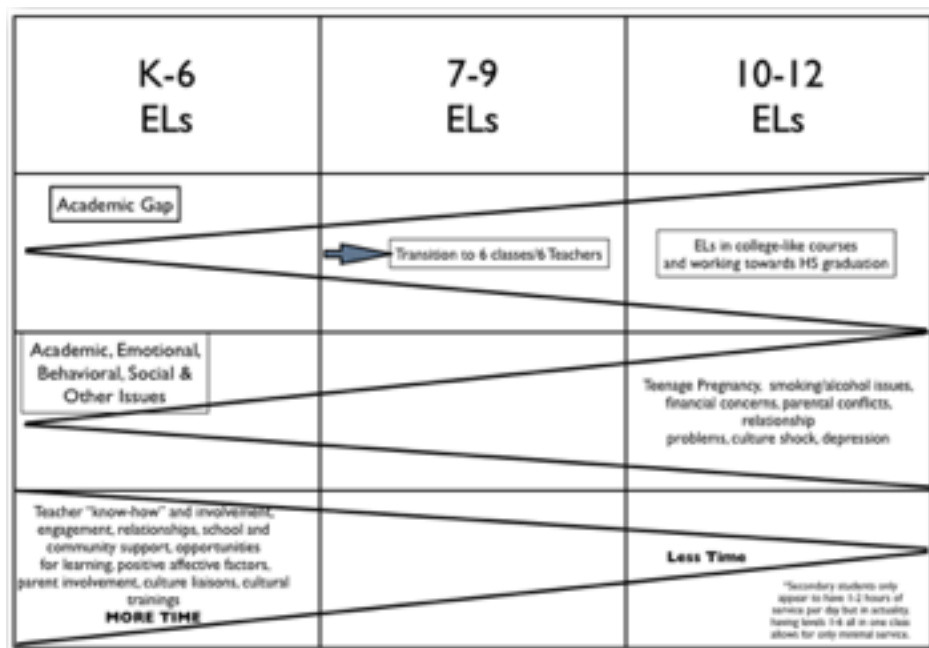 K-6
ELs
7-9
ELs
10-12
ELs
Academic Gap
Transition to 6 classes/6 Teachers
ELs in college-like courses
and working towards HS graduation
Academic, Emotional,
Behavioral, Social &
Other Issues
Teenage Pregnancy, smoking/alcohol issues,
financial concerns, parental conflicts,
relationship
problems, culture shock, depression
Teacher "know-how" and involvement,
engagement, relationships, school and
community support, opportunities
for learning, positive affective factors,
parent involvement, culture liaisons, cultural
trainings
MORE TIME
Less Time
*Secondary students only
appear to have 1-2 hours of
service per day but in actuality,
having levels 1-6 all in one class
allows for only minimal service.